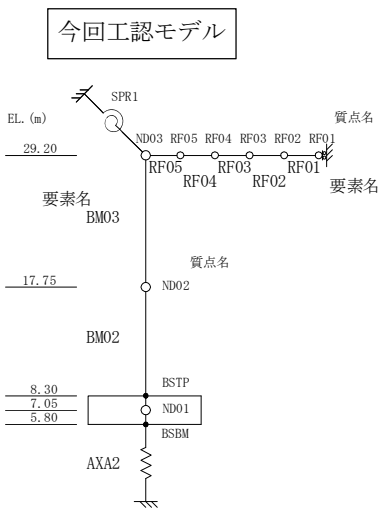 今回工認モデル
SPR1
EL.(m)
質点名
ND03 RF05 RF04 RF03 RF02 RF01
29.20
RF05 RF04 RF03 RF02 RF01
要素名
要素名
BM03
質点名
17.75
ND02
BM02
BSTP
8.30
7.05
ND01
5.80
BSBM
AXA2